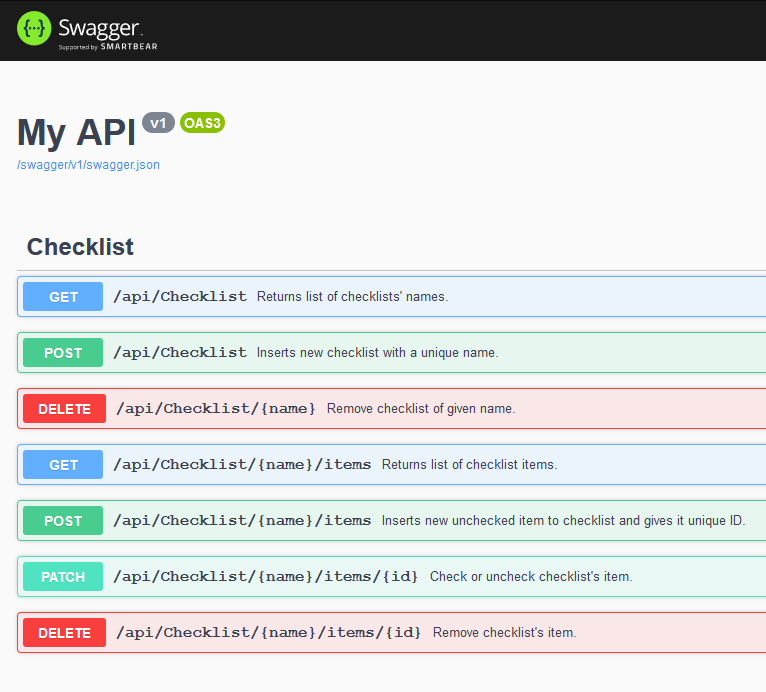 {···} Swagger™
Supported by SMARTBEAR
My API v1 OAS3
/swagger/v1/swagger.json
Checklist
GET /api/Checklist Returns list of checklists' names.
POST /api/Checklist Inserts new checklist with a unique name.
DELETE /api/Checklist/{name} Remove checklist of given name.
GET /api/Checklist/{name}/items Returns list of checklist items.
POST /api/Checklist/{name}/items Inserts new unchecked item to checklist and gives it unique ID.
PATCH /api/Checklist/{name}/items/{id} Check or uncheck checklist's item.
DELETE /api/Checklist/{name}/items/{id} Remove checklist's item.